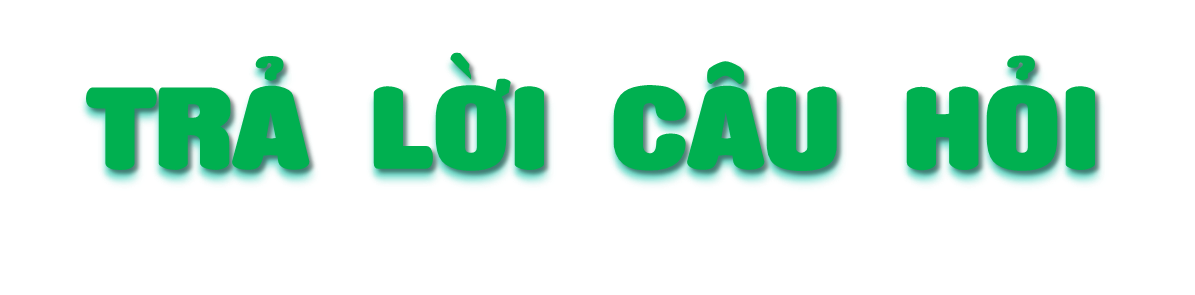 TRẢ LỜI CÂU HỎI